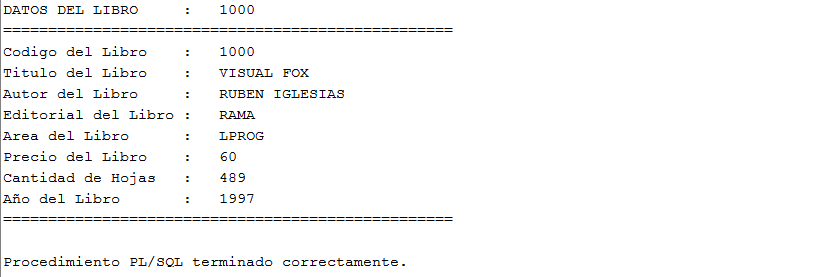 DATOS DEL LIBRO     :   1000
==================================================
Codigo del Libro    :   1000
Titulo del Libro    :   VISUAL FOX
Autor del Libro     :   RUBEN IGLESIAS
Editorial del Libro :   RAMA
Area del Libro      :   LPROG
Precio del Libro    :   60
Cantidad de Hojas   :   489
Año del Libro       :   1997
==================================================
Procedimiento PL/SQL terminado correctamente.